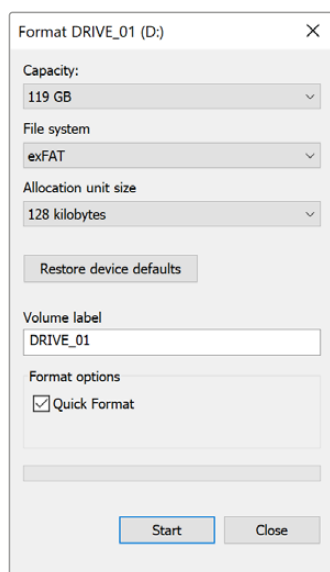 Format DRIVE_01 (D:)
Capacity:
119 GB
File system
exFAT
Allocation unit size
128 kilobytes
Restore device defaults
Volume label
DRIVE_01
Format options
Quick Format
Start Close